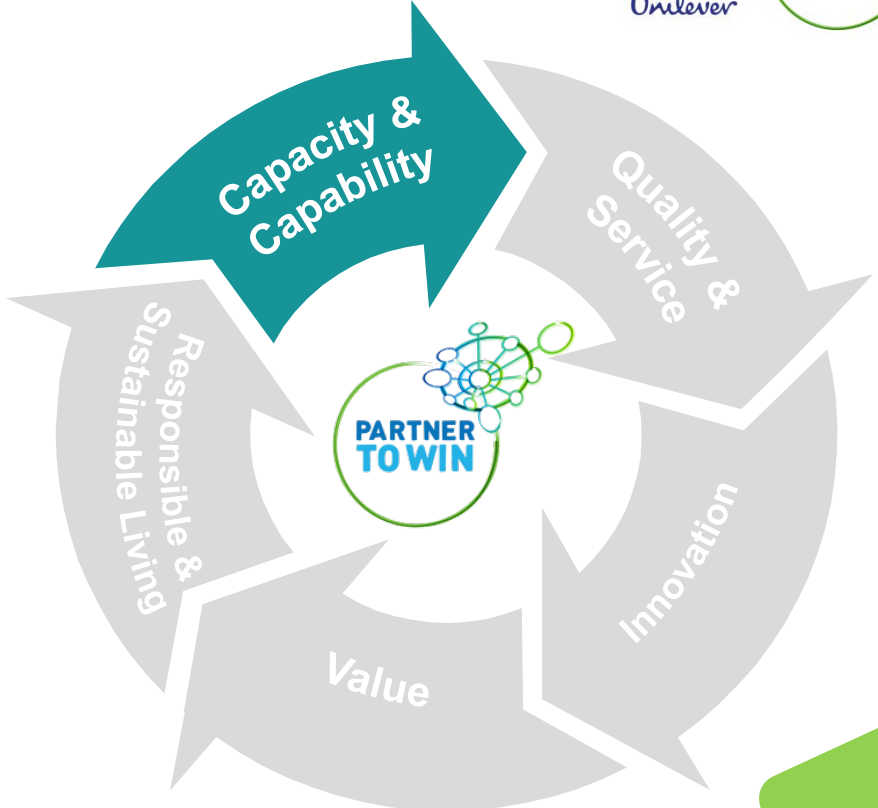 Unilever
Capacity &
Capability
Quality &
Service
Responsible &
Sustainable Living
PARTNER
TO WIN
Innovation
Value